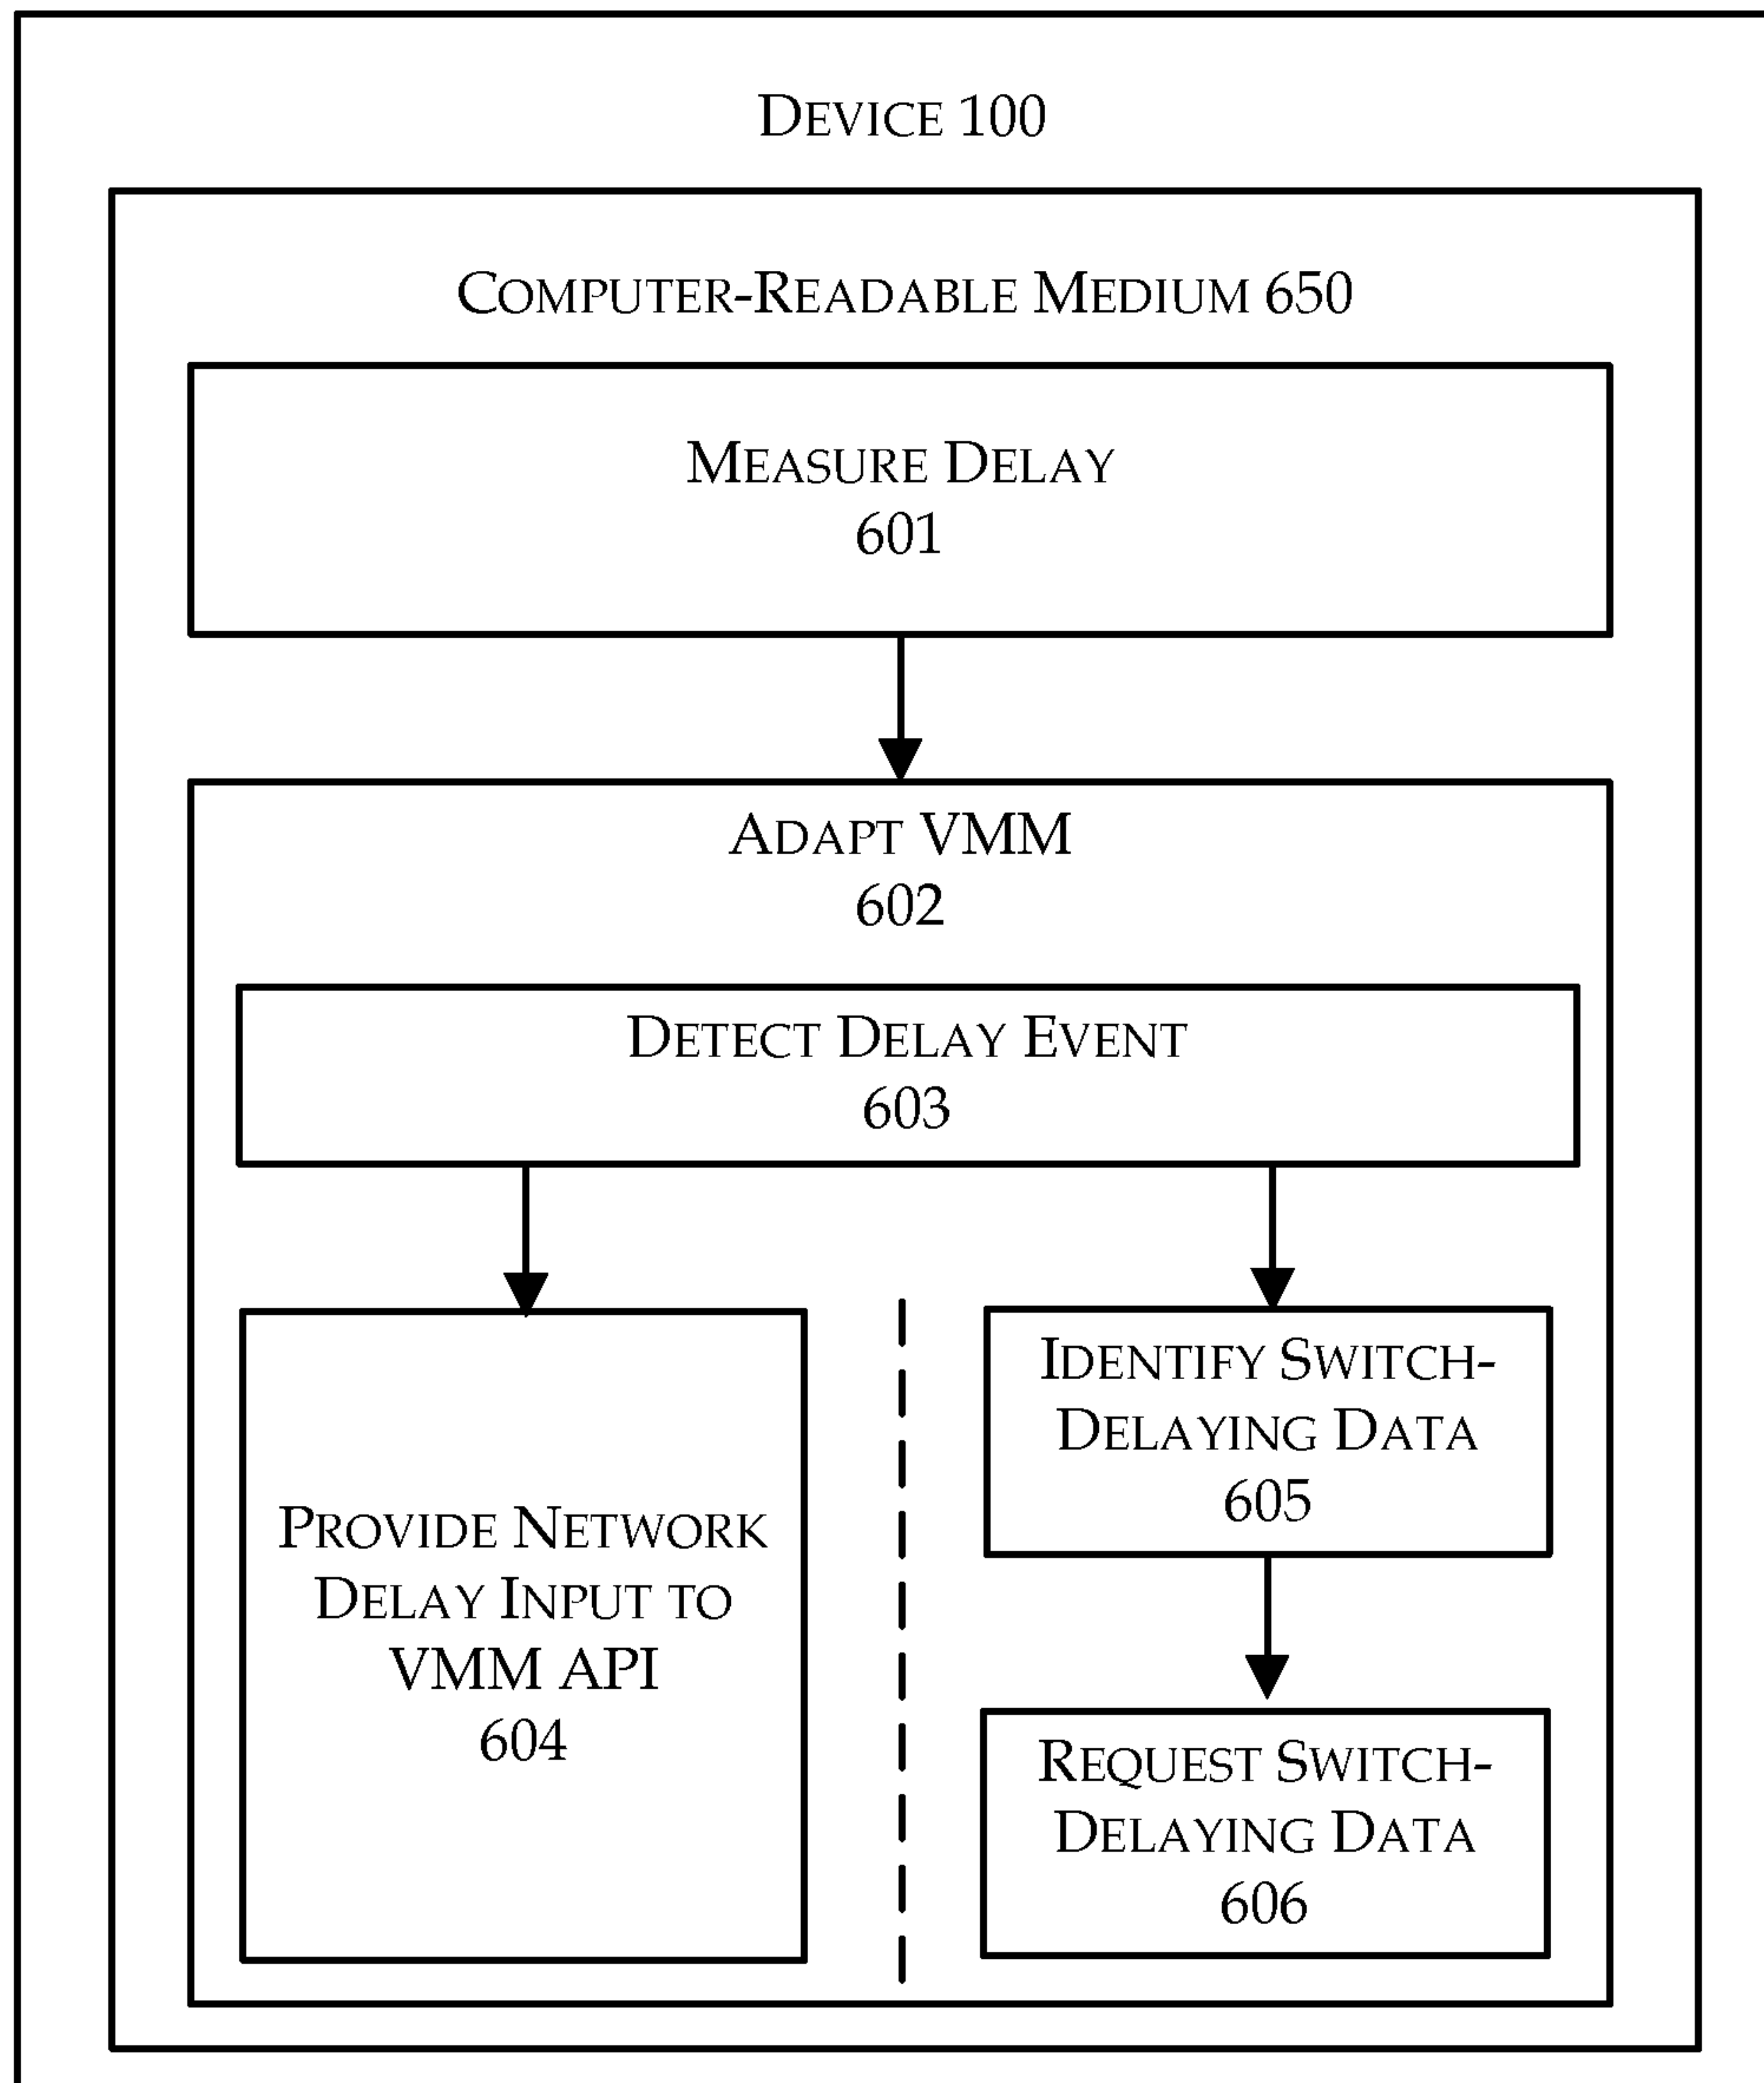 DEVICE 100
COMPUTER-READABLE MEDIUM 650
MEASURE DELAY
601
ADAPT VMM
602
DETECT DELAY EVENT
603
PROVIDE NETWORK
DELAY INPUT TO
VMM API
604
IDENTIFY SWITCH-
DELAYING DATA
605
REQUEST SWITCH-
DELAYING DATA
606